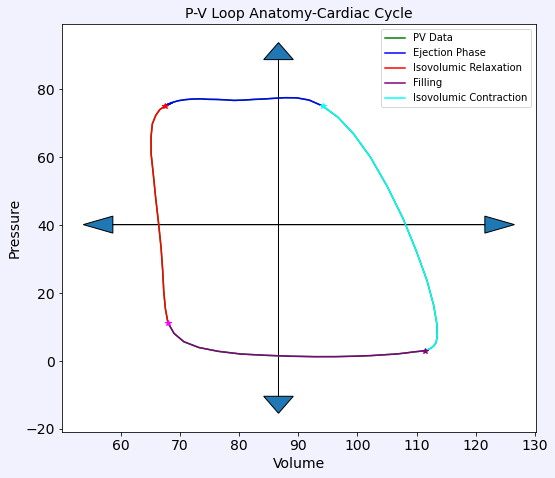 P-V Loop Anatomy-Cardiac Cycle
PV Data
Ejection Phase
Isovolumic Relaxation
Filling
Isovolumic Contraction
Pressure
80
60
40
20
0
−20
60 70 80 90 100 110 120 130
Volume